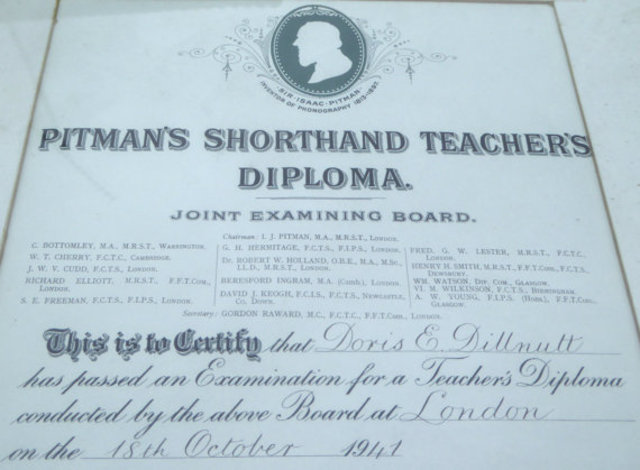 SIR ISAAC PITMAN
INVENTOR OF PHONOGRAPHY 1813-1897.
PITMAN'S SHORTHAND TEACHER'S
DIPLOMA.
JOINT EXAMINING BOARD.
Chairman: I. J. PITMAN, M.A., M.R.S.T., LONDON.
C. BOTTOMLEY, M.A., M.R.S.T., WARRINGTON.
W. T. CHERRY, F.C.T.C., CAMBRIDGE.
J. W. V. CUDD, F.C.T.S., LONDON.
RICHARD ELLIOTT, M.R.S.T., F.F.T.COM.,
LONDON.
S. E. FREEMAN, F.C.T.S., F.I.P.S., LONDON.
G. H. HERMITAGE, F.C.T.S., F.I.P.S., LONDON.
DR. ROBERT W. HOLLAND, O.B.E., M.A., M.SC.,
LL.D., M.R.S.T., LONDON.
BERESFORD INGRAM, M.A. (CAMB.), LONDON.
DAVID J. KEOGH, F.C.I.S., F.C.T.S., NEWCASTLE,
CO. DOWN.
FRED. G. W. LESTER, M.R.S.T., F.C.T.C.,
LONDON.
HENRY H. SMITH, M.R.S.T., F.F.T.COM., F.C.T.S.,
DEWSBURY.
WM. WATSON, DIP. COM., GLASGOW.
VI. M. WILKINSON, F.C.T.S., BIRMINGHAM.
A. W. YOUNG, F.I.P.S. (HONS.), F.F.T.COM.,
GLASGOW.
Secretary: GORDON RAWARD, M.C., F.C.T.C., F.F.T.COM., LONDON.
This is to Certify that Doris E. Dillnutt
has passed an Examination for a Teacher's Diploma
conducted by the above Board at London
on the 18th October 1941